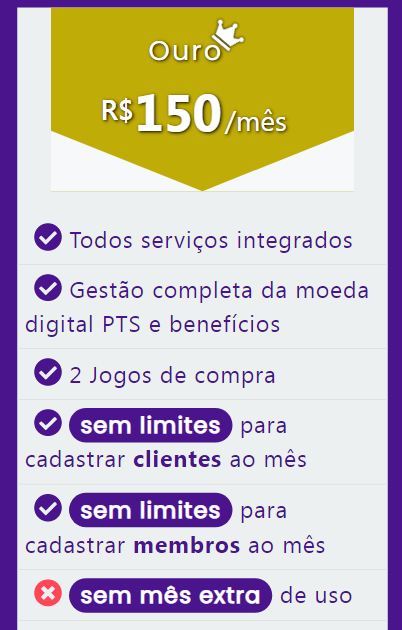 Ouro
R$150/mês
Todos serviços integrados
Gestão completa da moeda
digital PTS e benefícios
2 Jogos de compra
sem limites para
cadastrar clientes ao mês
sem limites para
cadastrar membros ao mês
sem mês extra de uso